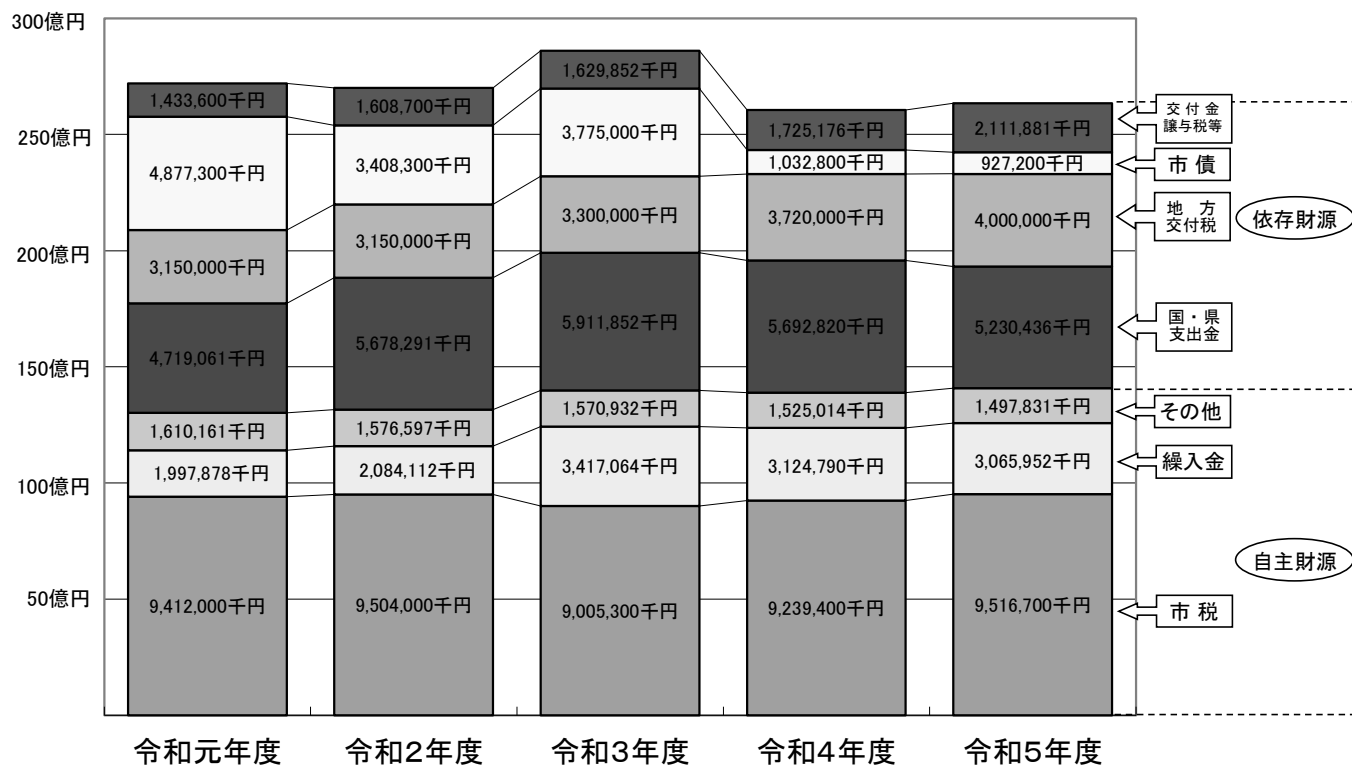 300億円
250億円
200億円
150億円
100億円
50億円
1,433,600千円
4,877,300千円
3,150,000千円
4,719,061千円
1,610,161千円
1,997,878千円
9,412,000千円
令和元年度
1,608,700千円
3,408,300千円
3,150,000千円
5,678,291千円
1,576,597千円
2,084,112千円
9,504,000千円
令和2年度
1,629,852千円
3,775,000千円
3,300,000千円
5,911,852千円
1,570,932千円
3,417,064千円
9,005,300千円
令和3年度
1,725,176千円
1,032,800千円
3,720,000千円
5,692,820千円
1,525,014千円
3,124,790千円
9,239,400千円
令和4年度
2,111,881千円
927,200千円
4,000,000千円
5,230,436千円
1,497,831千円
3,065,952千円
9,516,700千円
令和5年度
交付金
譲与税等
市債
地方
交付税
国・県
支出金
その他
繰入金
市税
依存財源
自主財源